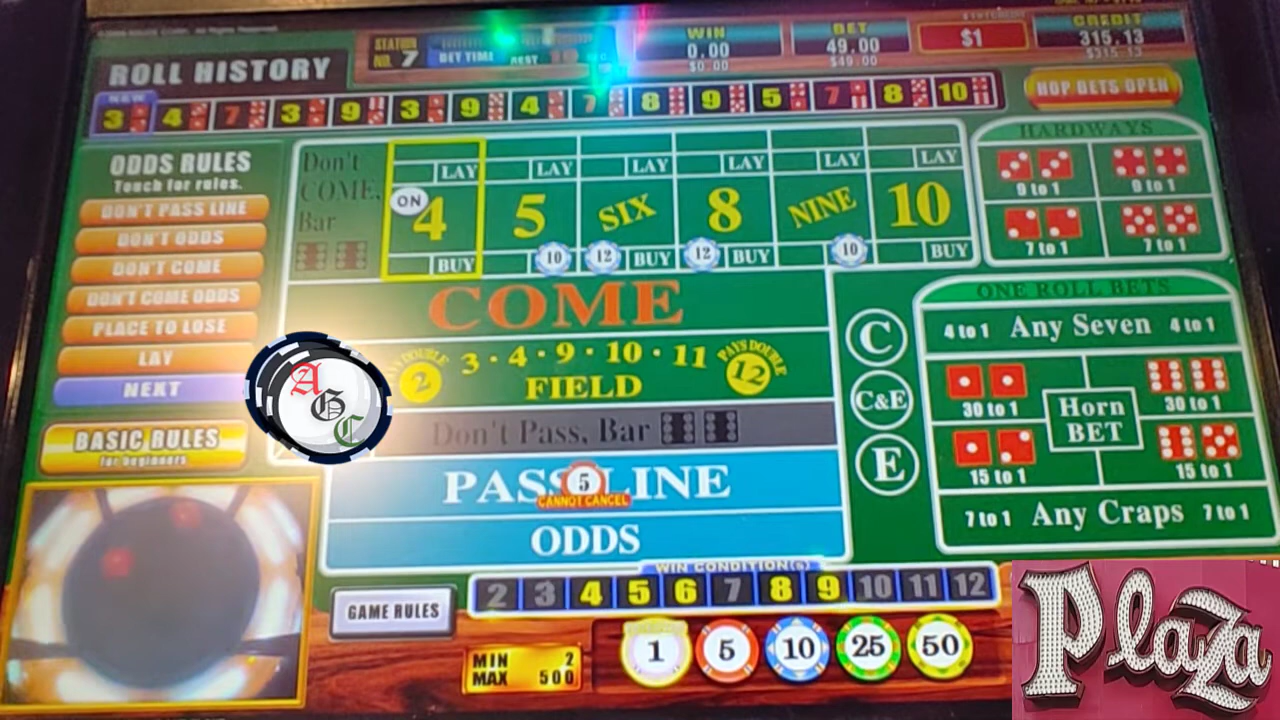 STATION NO. 7
BET TIME REST
WIN
0.00
$0.00
BET
49.00
$49.00
$1
CREDIT
315.13
$315.13
ROLL HISTORY
NEW
3 4 7 3 9 3 9 4 7 8 9 5 7 8 10
HOP BETS OPEN
ODDS RULES
Touch for rules.
DON'T PASS LINE
DON'T ODDS
DON'T COME
DON'T COME ODDS
PLACE TO LOSE
LAY
NEXT
BASIC RULES
for beginners
Don't
COME,
Bar
LAY LAY LAY LAY LAY LAY
ON
4 5 SIX 8 NINE 10
10 12 12 10
BUY BUY BUY BUY
COME
PAYS DOUBLE
2
3 · 4 · 9 · 10 · 11
PAYS DOUBLE
12
FIELD
AGC
Don't Pass, Bar
PASS LINE
5
CANNOT CANCEL
ODDS
C
C&E
E
HARDWAYS
9 to 1 9 to 1
7 to 1 7 to 1
ONE ROLL BETS
4 to 1 Any Seven 4 to 1
30 to 1 30 to 1
Horn
BET
15 to 1 15 to 1
7 to 1 Any Craps 7 to 1
WIN CONDITION(S)
2 3 4 5 6 7 8 9 10 11 12
GAME RULES
MIN 2
MAX 500
1 5 10 25 50
Plaza